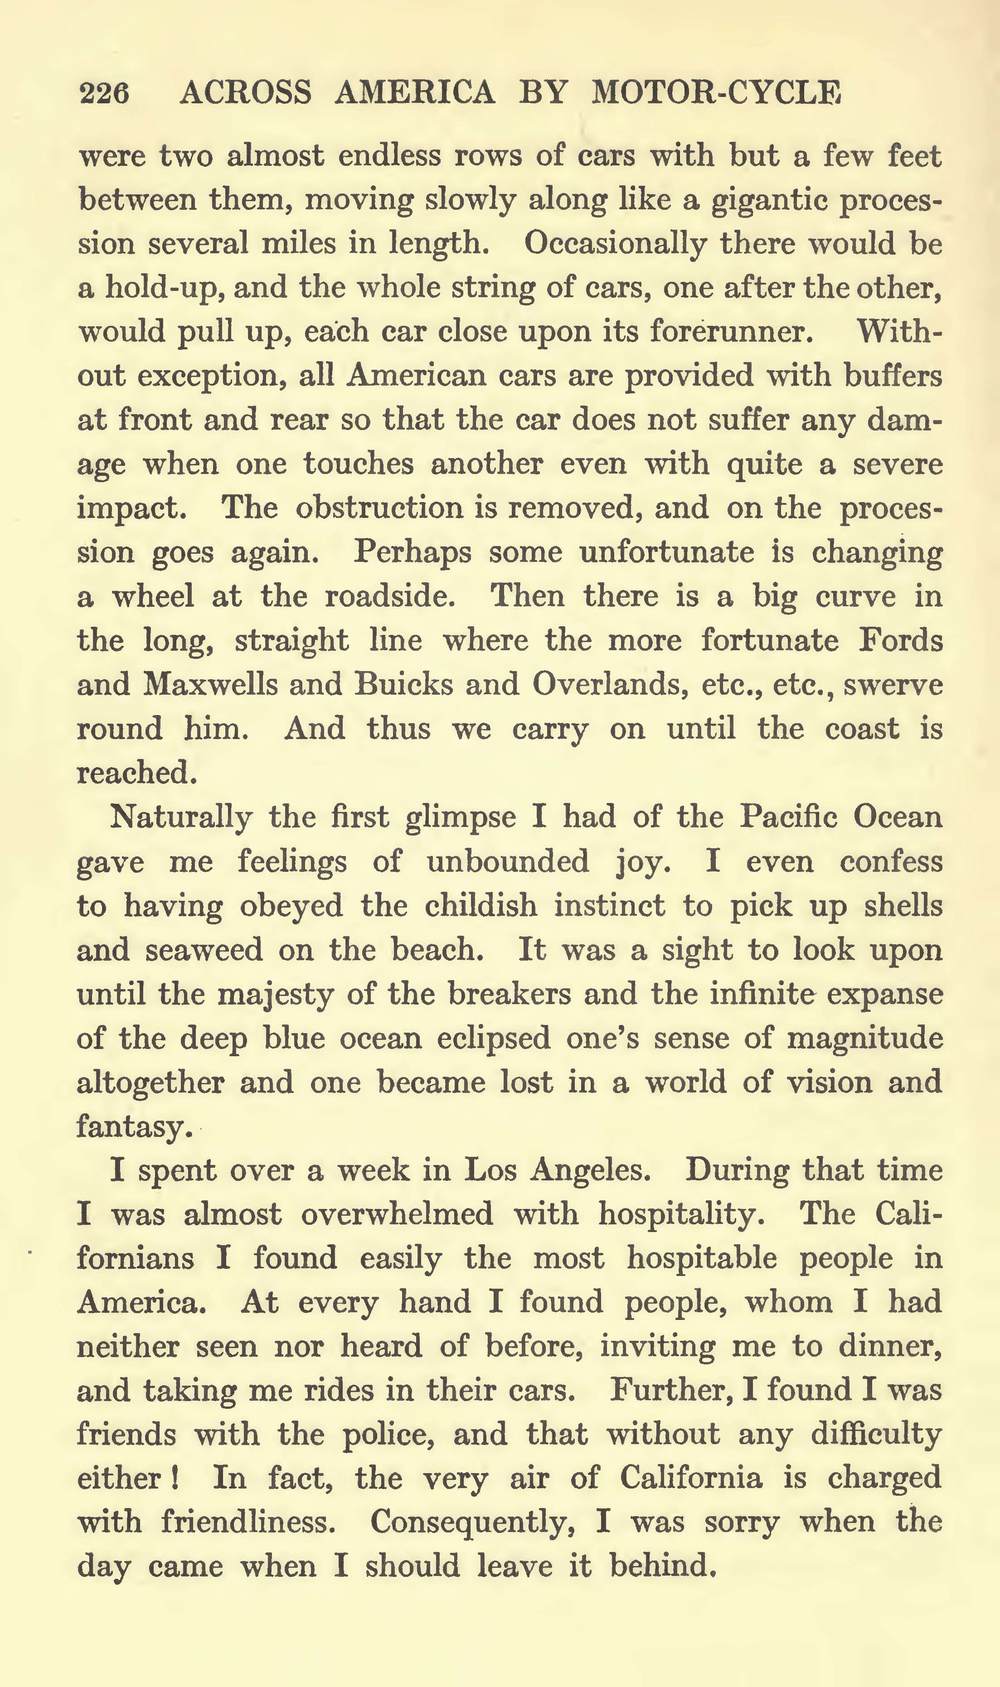 226 ACROSS AMERICA BY MOTOR-CYCLE
were two almost endless rows of cars with but a few feet
between them, moving slowly along like a gigantic proces-
sion several miles in length. Occasionally there would be
a hold-up, and the whole string of cars, one after the other,
would pull up, each car close upon its forerunner. With-
out exception, all American cars are provided with buffers
at front and rear so that the car does not suffer any dam-
age when one touches another even with quite a severe
impact. The obstruction is removed, and on the proces-
sion goes again. Perhaps some unfortunate is changing
a wheel at the roadside. Then there is a big curve in
the long, straight line where the more fortunate Fords
and Maxwells and Buicks and Overlands, etc., etc., swerve
round him. And thus we carry on until the coast is
reached.
Naturally the first glimpse I had of the Pacific Ocean
gave me feelings of unbounded joy. I even confess
to having obeyed the childish instinct to pick up shells
and seaweed on the beach. It was a sight to look upon
until the majesty of the breakers and the infinite expanse
of the deep blue ocean eclipsed one's sense of magnitude
altogether and one became lost in a world of vision and
fantasy.
I spent over a week in Los Angeles. During that time
I was almost overwhelmed with hospitality. The Cali-
fornians I found easily the most hospitable people in
America. At every hand I found people, whom I had
neither seen nor heard of before, inviting me to dinner,
and taking me rides in their cars. Further, I found I was
friends with the police, and that without any difficulty
either ! In fact, the very air of California is charged
with friendliness. Consequently, I was sorry when the
day came when I should leave it behind.